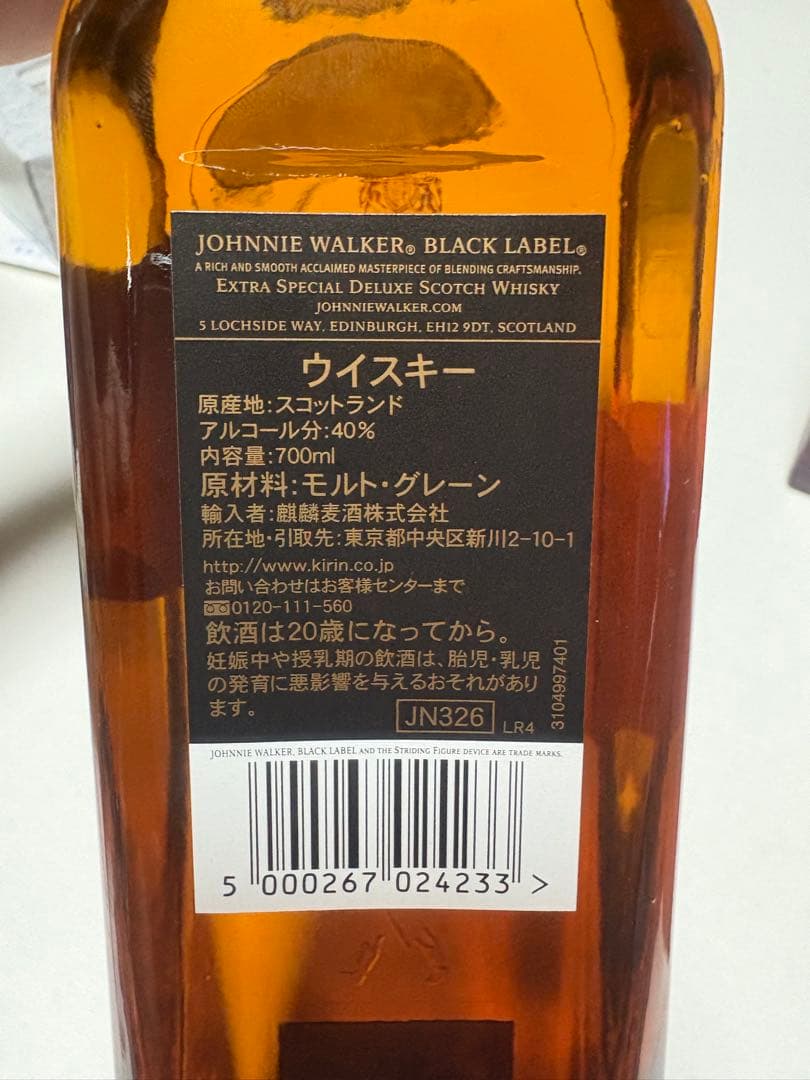 JOHNNIE WALKER® BLACK LABEL®
A RICH AND SMOOTH ACCLAIMED MASTERPIECE OF BLENDING CRAFTSMANSHIP.
EXTRA SPECIAL DELUXE SCOTCH WHISKY
JOHNNIEWALKER.COM
5 LOCHSIDE WAY, EDINBURGH, EH12 9DT, SCOTLAND
ウイスキー
原産地:スコットランド
アルコール分:40%
内容量:700ml
原材料:モルト・グレーン
輸入者:麒麟麦酒株式会社
所在地・引取先:東京都中央区新川2-10-1
http://www.kirin.co.jp
お問い合わせはお客様センターまで
0120-111-560
飲酒は20歳になってから。
妊娠中や授乳期の飲酒は、胎児・乳児
の発育に悪影響を与えるおそれがあり
ます。
JN326 LR4
3104997401
JOHNNIE WALKER, BLACK LABEL AND THE STRIDING FIGURE DEVICE ARE TRADE MARKS.
5 000267 024233 >